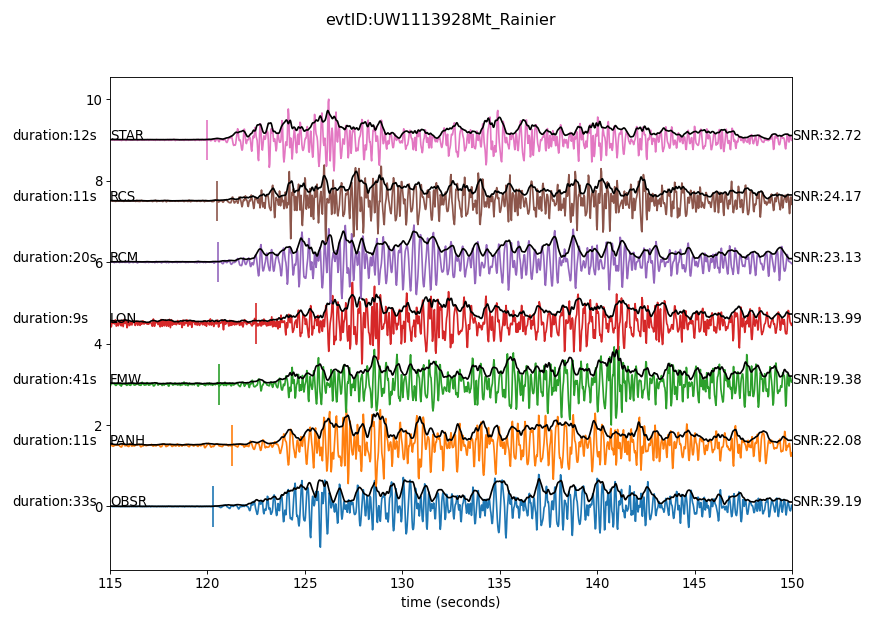 evtID:UW1113928Mt_Rainier
10
duration:12s STAR SNR:32.72
8
duration:11s RCS SNR:24.17
duration:20s RCM SNR:23.13
6
duration:9s LON SNR:13.99
4
duration:41s FMW SNR:19.38
2
duration:11s PANH SNR:22.08
duration:33s OBSR SNR:39.19
0
115 120 125 130 135 140 145 150
time (seconds)